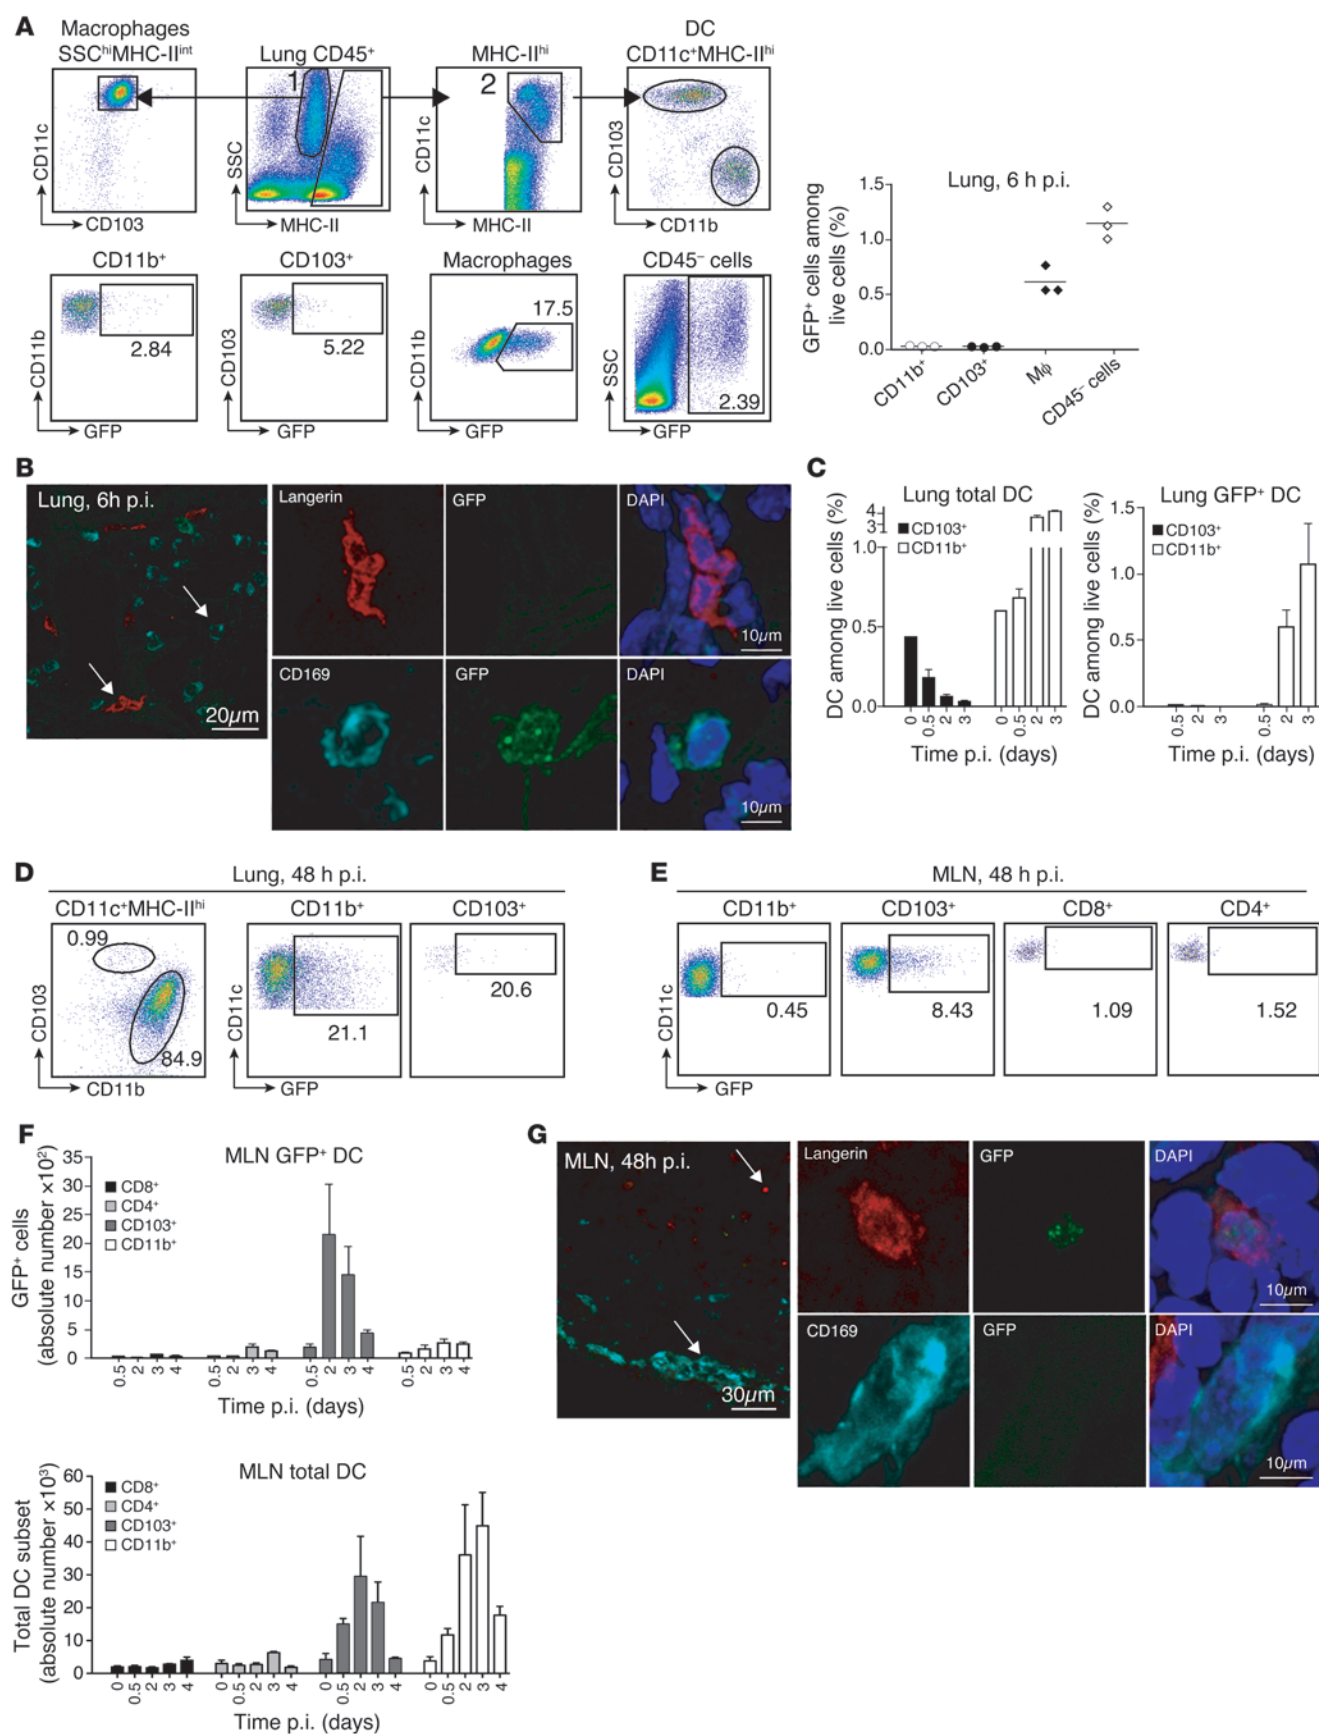 A
Macrophages
SSChiMHC-IIint
Lung CD45+
MHC-IIhi
DC
CD11c+MHC-IIhi
1
2
CD11c
CD103
SSC
MHC-II
CD11c
MHC-II
CD103
CD11b
CD11b+
CD103+
Macrophages
CD45– cells
2.84
5.22
17.5
2.39
CD11b
GFP
CD103
GFP
CD11b
GFP
SSC
GFP
Lung, 6 h p.i.
GFP+ cells among
live cells (%)
1.5
1.0
0.5
0.0
CD11b+
CD103+
Mϕ
CD45– cells
B
Lung, 6h p.i.
20µm
Langerin
GFP
DAPI
10µm
CD169
GFP
DAPI
10µm
C
Lung total DC
DC among live cells (%)
4
3
1.0
0.5
0.0
CD103+
CD11b+
0 0.5 2 3 0 0.5 2 3
Time p.i. (days)
Lung GFP+ DC
DC among live cells (%)
1.5
1.0
0.5
0.0
CD103+
CD11b+
0.5 2 3 0.5 2 3
Time p.i. (days)
D
Lung, 48 h p.i.
CD11c+MHC-IIhi
CD11b+
CD103+
0.99
84.9
21.1
20.6
CD103
CD11b
CD11c
GFP
E
MLN, 48 h p.i.
CD11b+
CD103+
CD8+
CD4+
0.45
8.43
1.09
1.52
CD11c
GFP
F
MLN GFP+ DC
GFP+ cells
(absolute number ×102)
35
30
25
20
15
10
5
0
CD8+
CD4+
CD103+
CD11b+
0.5 2 3 4 0.5 2 3 4 0.5 2 3 4 0.5 2 3 4
Time p.i. (days)
MLN total DC
Total DC subset
(absolute number ×103)
60
50
40
30
20
10
0
CD8+
CD4+
CD103+
CD11b+
0 0.5 2 3 4 0 0.5 2 3 4 0 0.5 2 3 4 0 0.5 2 3 4
Time p.i. (days)
G
MLN, 48h p.i.
30µm
Langerin
GFP
DAPI
10µm
CD169
GFP
DAPI
10µm